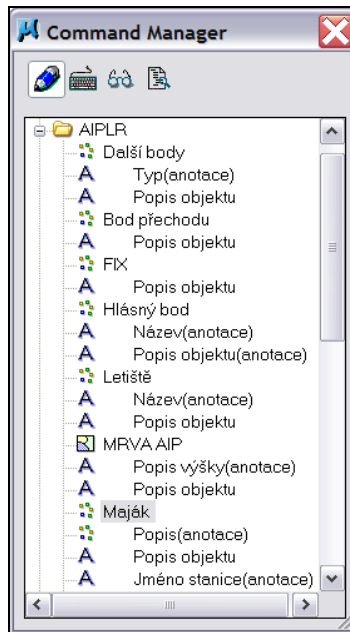 Command Manager
AIPLR
Další body
Typ(anotace)
Popis objektu
Bod přechodu
Popis objektu
FIX
Popis objektu
Hlásný bod
Název(anotace)
Popis objektu(anotace)
Letiště
Název(anotace)
Popis objektu
MRVA AIP
Popis výšky(anotace)
Popis objektu
Maják
Popis(anotace)
Popis objektu
Jméno stanice(anotace)